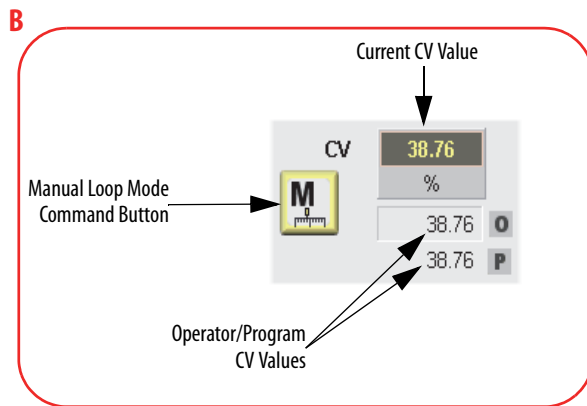 B
Current CV Value
CV
38.76
%
Manual Loop Mode
Command Button
M
38.76 O
38.76 P
Operator/Program
CV Values